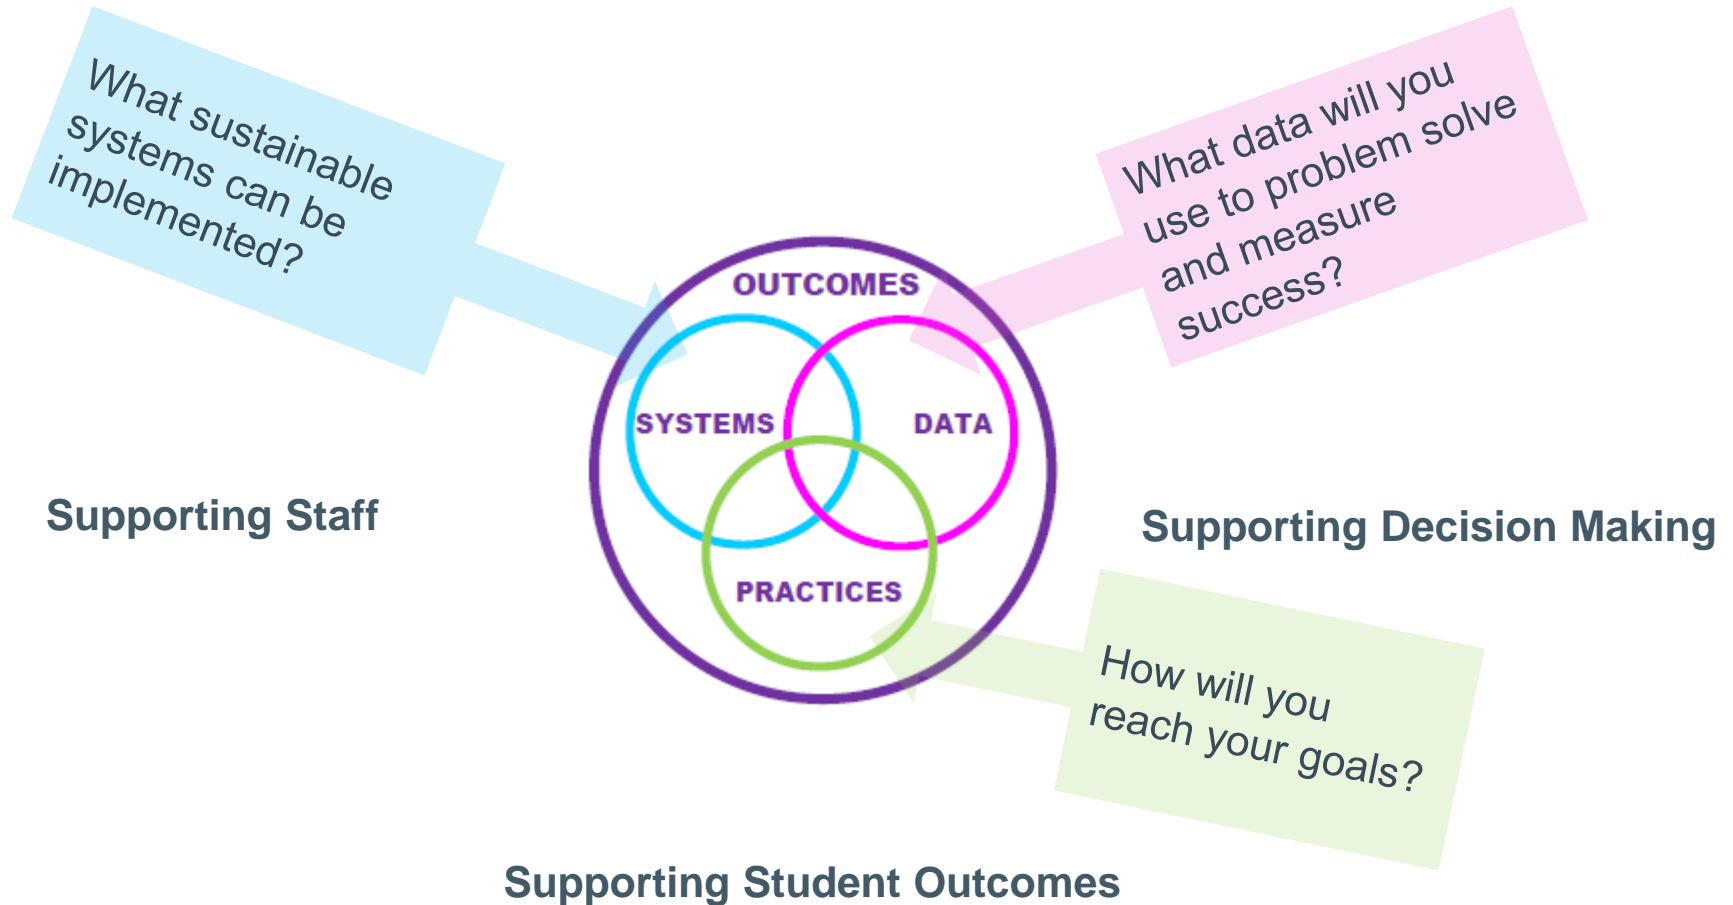 What sustainable
systems can be
implemented?
What data will you
use to problem solve
and measure
success?
OUTCOMES
SYSTEMS
DATA
PRACTICES
Supporting Staff
Supporting Decision Making
How will you
reach your goals?
Supporting Student Outcomes